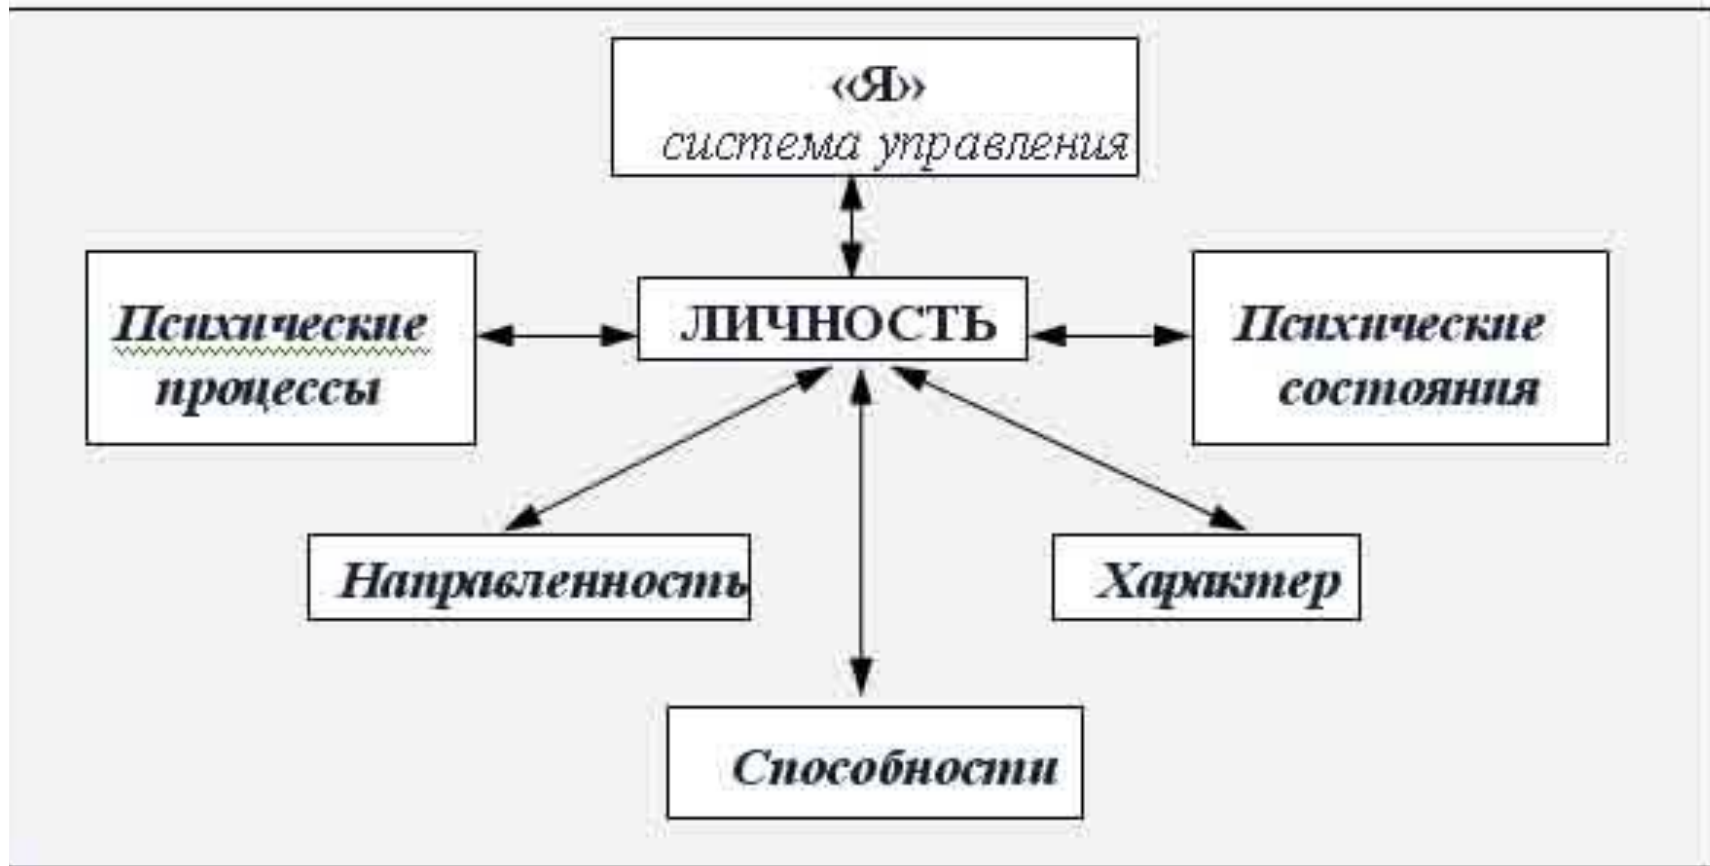 «Я»
система управления
Психические
процессы
ЛИЧНОСТЬ
Психические
состояния
Направленность
Характер
Способности